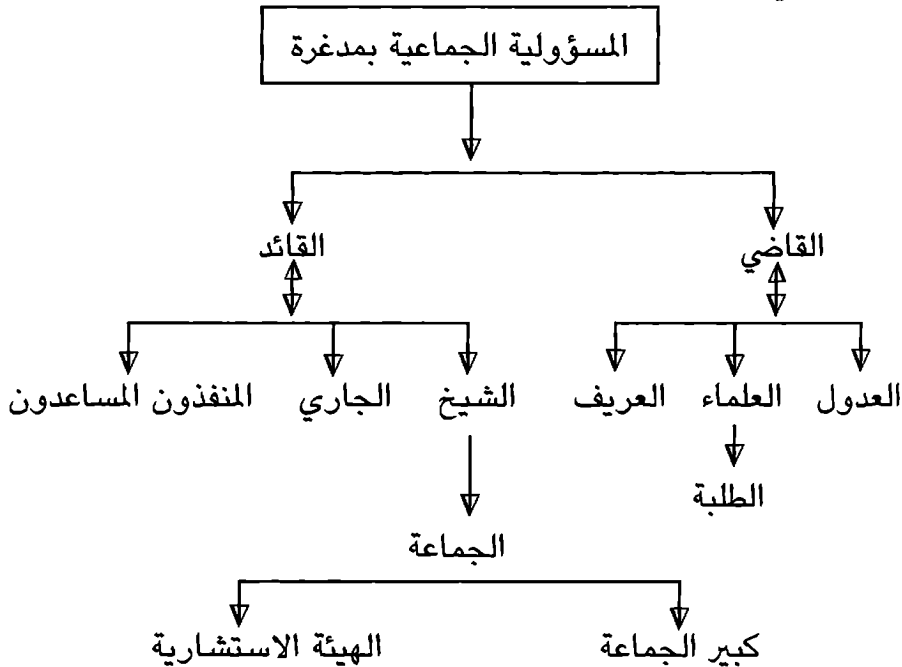 المسؤولية الجماعية بمدغرة
القاضي القائد
العدول العلماء العريف الشيخ الجاري المنفذون المساعدون
الطلبة
الجماعة
كبير الجماعة الهيئة الاستشارية